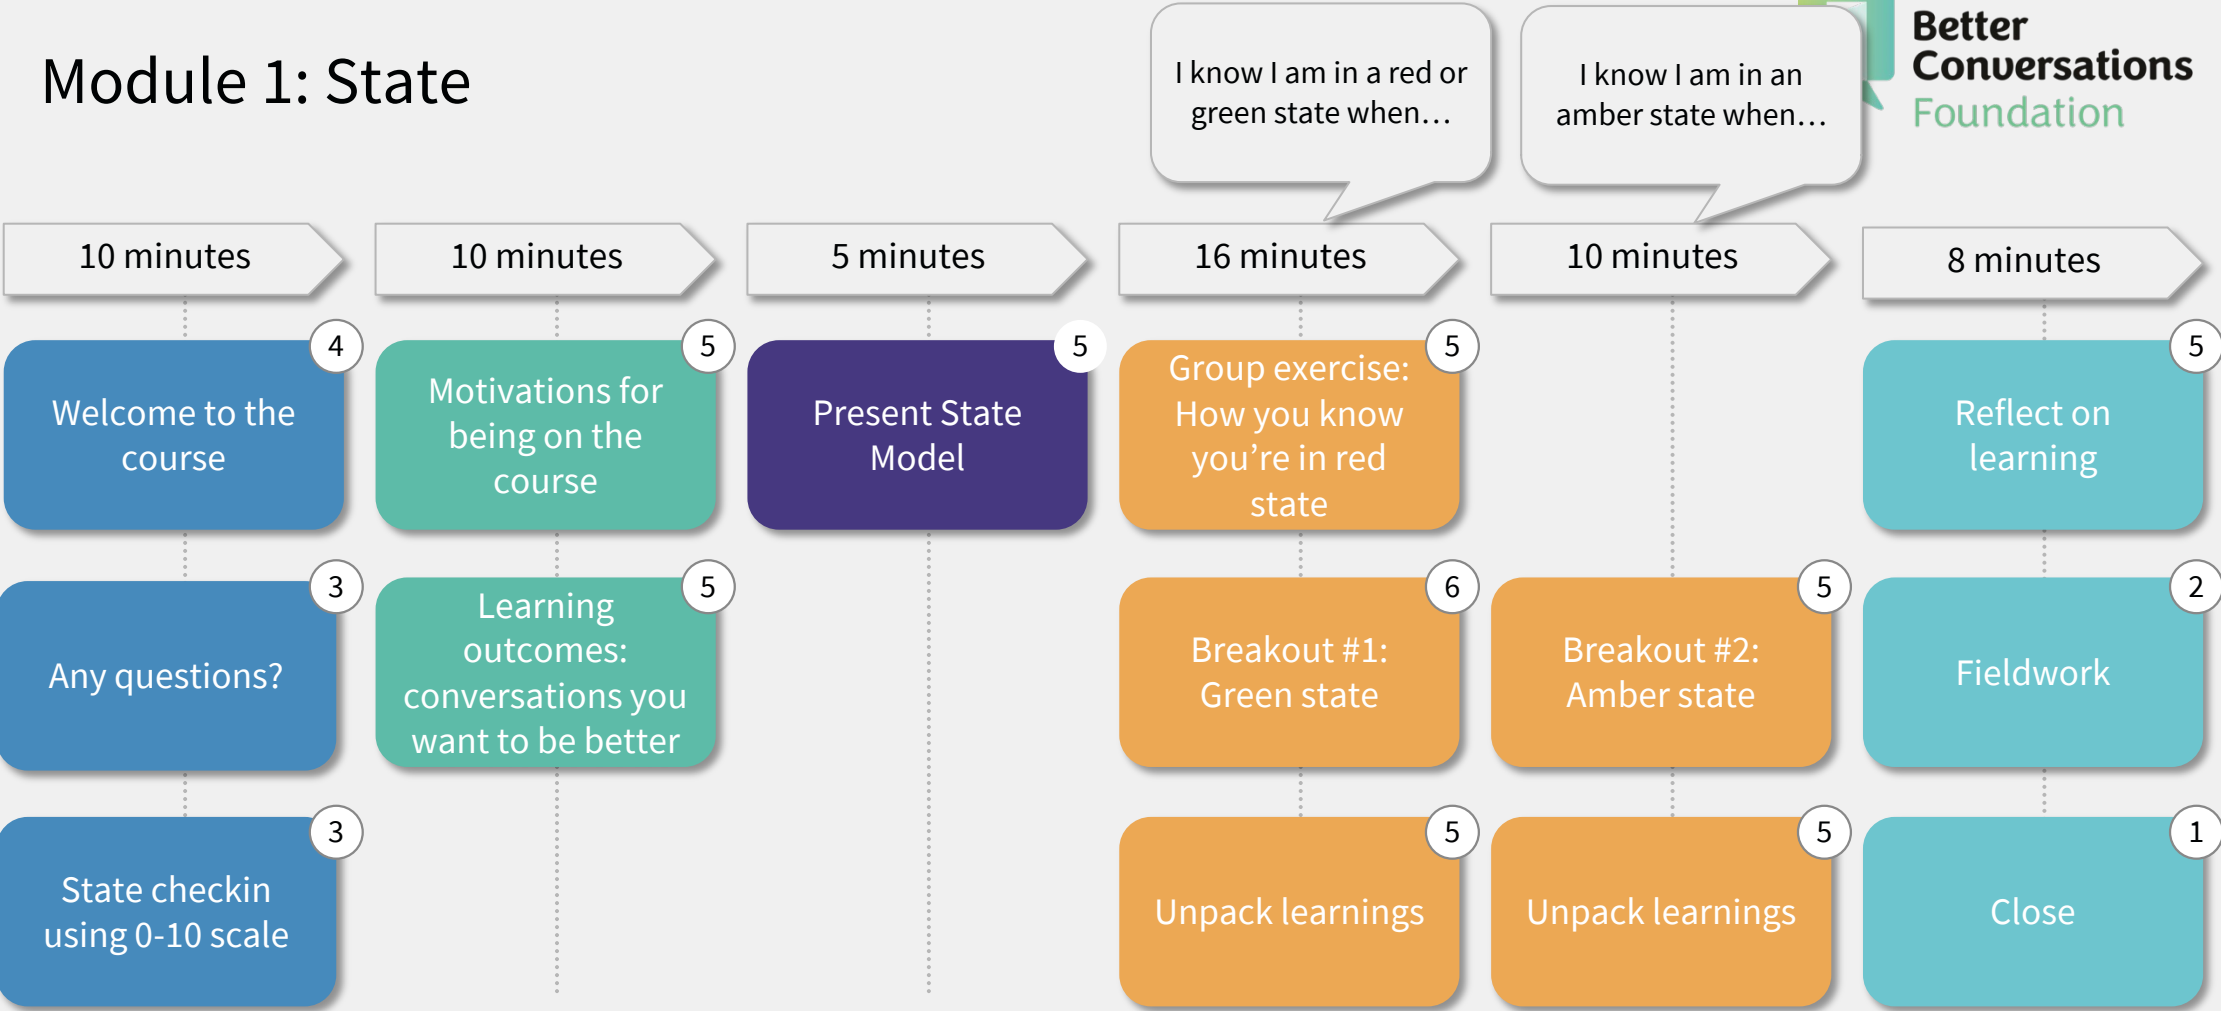 Module 1: State
I know I am in a red or
green state when...
I know I am in an
amber state when...
Better
Conversations
Foundation
10 minutes
10 minutes
5 minutes
16 minutes
10 minutes
8 minutes
4
Welcome to the
course
5
Motivations for
being on the
course
5
Present State
Model
5
Group exercise:
How you know
you’re in red
state
5
Reflect on
learning
3
Any questions?
5
Learning
outcomes:
conversations you
want to be better
6
Breakout #1:
Green state
5
Breakout #2:
Amber state
2
Fieldwork
3
State checkin
using 0-10 scale
5
Unpack learnings
5
Unpack learnings
1
Close